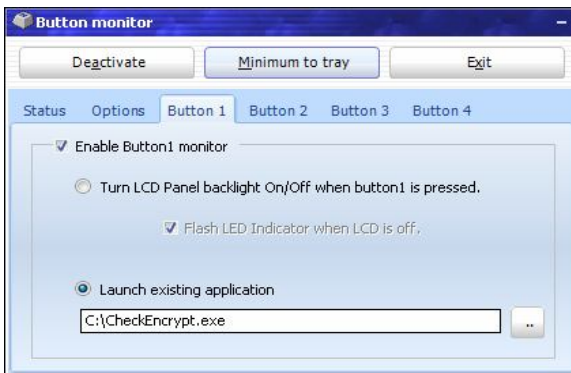 Button monitor
Deactivate Minimum to tray Exit
Status Options Button 1 Button 2 Button 3 Button 4
Enable Button1 monitor
Turn LCD Panel backlight On/Off when button1 is pressed.
Flash LED Indicator when LCD is off.
Launch existing application
C:\CheckEncrypt.exe ..